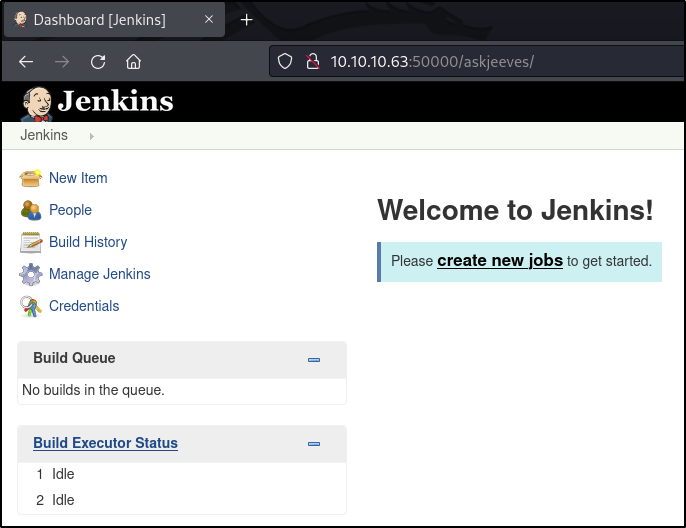 Dashboard [Jenkins]
10.10.10.63:50000/askjeeves/
Jenkins
Jenkins
New Item
People
Build History
Manage Jenkins
Credentials
Welcome to Jenkins!
Please create new jobs to get started.
Build Queue
No builds in the queue.
Build Executor Status
1 Idle
2 Idle